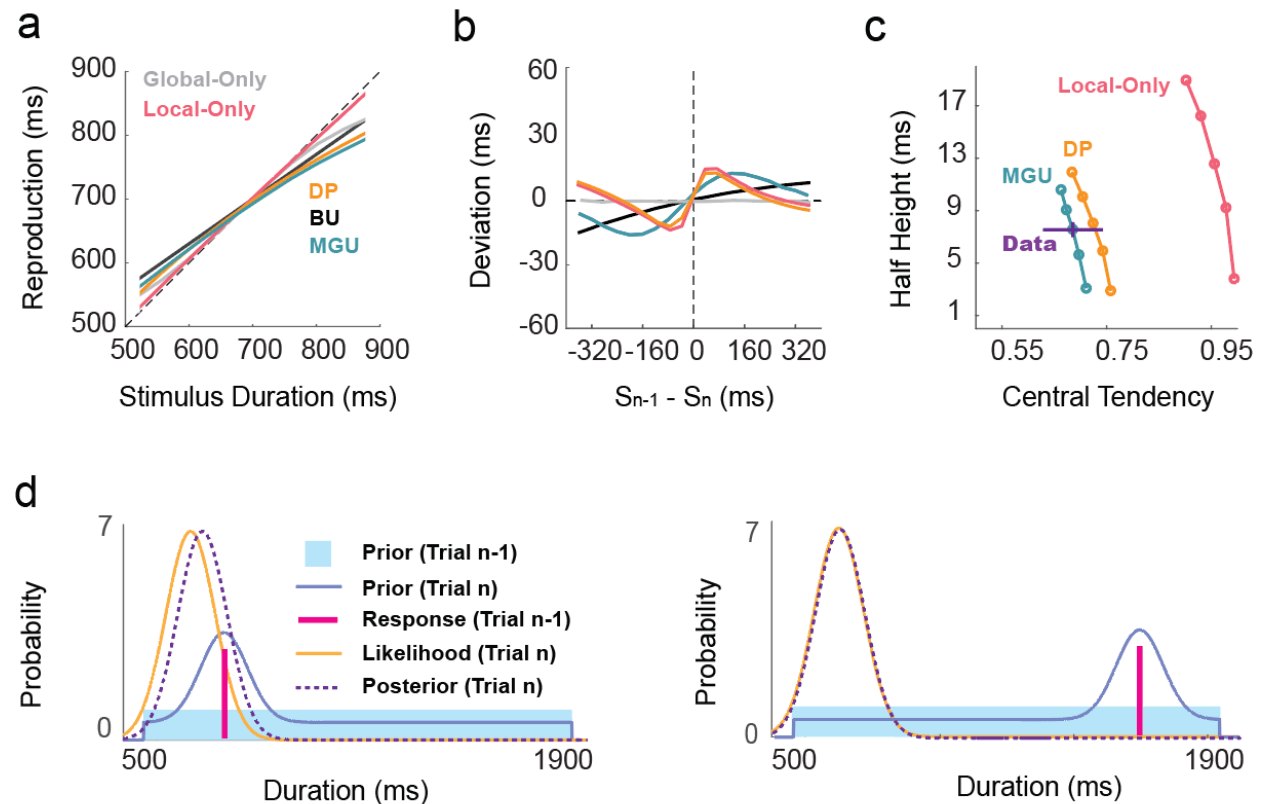 a
900
800
700
600
500
500 600 700 800 900
Reproduction (ms)
Stimulus Duration (ms)
Global-Only
Local-Only
DP
BU
MGU
b
60
30
0
-30
-60
-320 -160 0 160 320
Deviation (ms)
Sn-1 - Sn (ms)
c
17
13
9
5
1
0.55 0.75 0.95
Half Height (ms)
Central Tendency
Local-Only
DP
MGU
Data
d
7
0
500 1900
Probability
Duration (ms)
Prior (Trial n-1)
Prior (Trial n)
Response (Trial n-1)
Likelihood (Trial n)
Posterior (Trial n)
7
0
500 1900
Probability
Duration (ms)